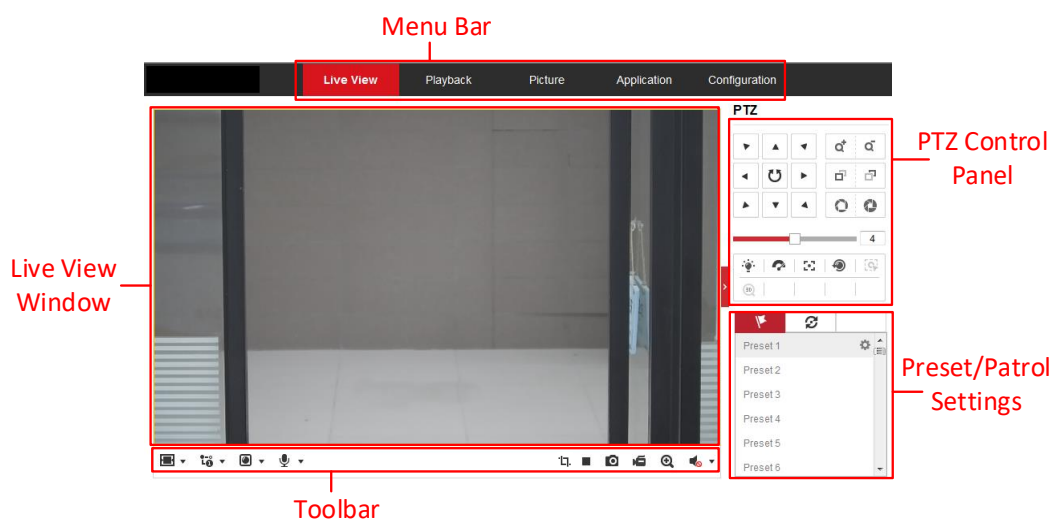 Menu Bar
Live View
Playback
Picture
Application
Configuration
PTZ
PTZ Control
Panel
4
Live View
Window
Preset 1
Preset 2
Preset 3
Preset 4
Preset 5
Preset 6
Preset/Patrol
Settings
Toolbar